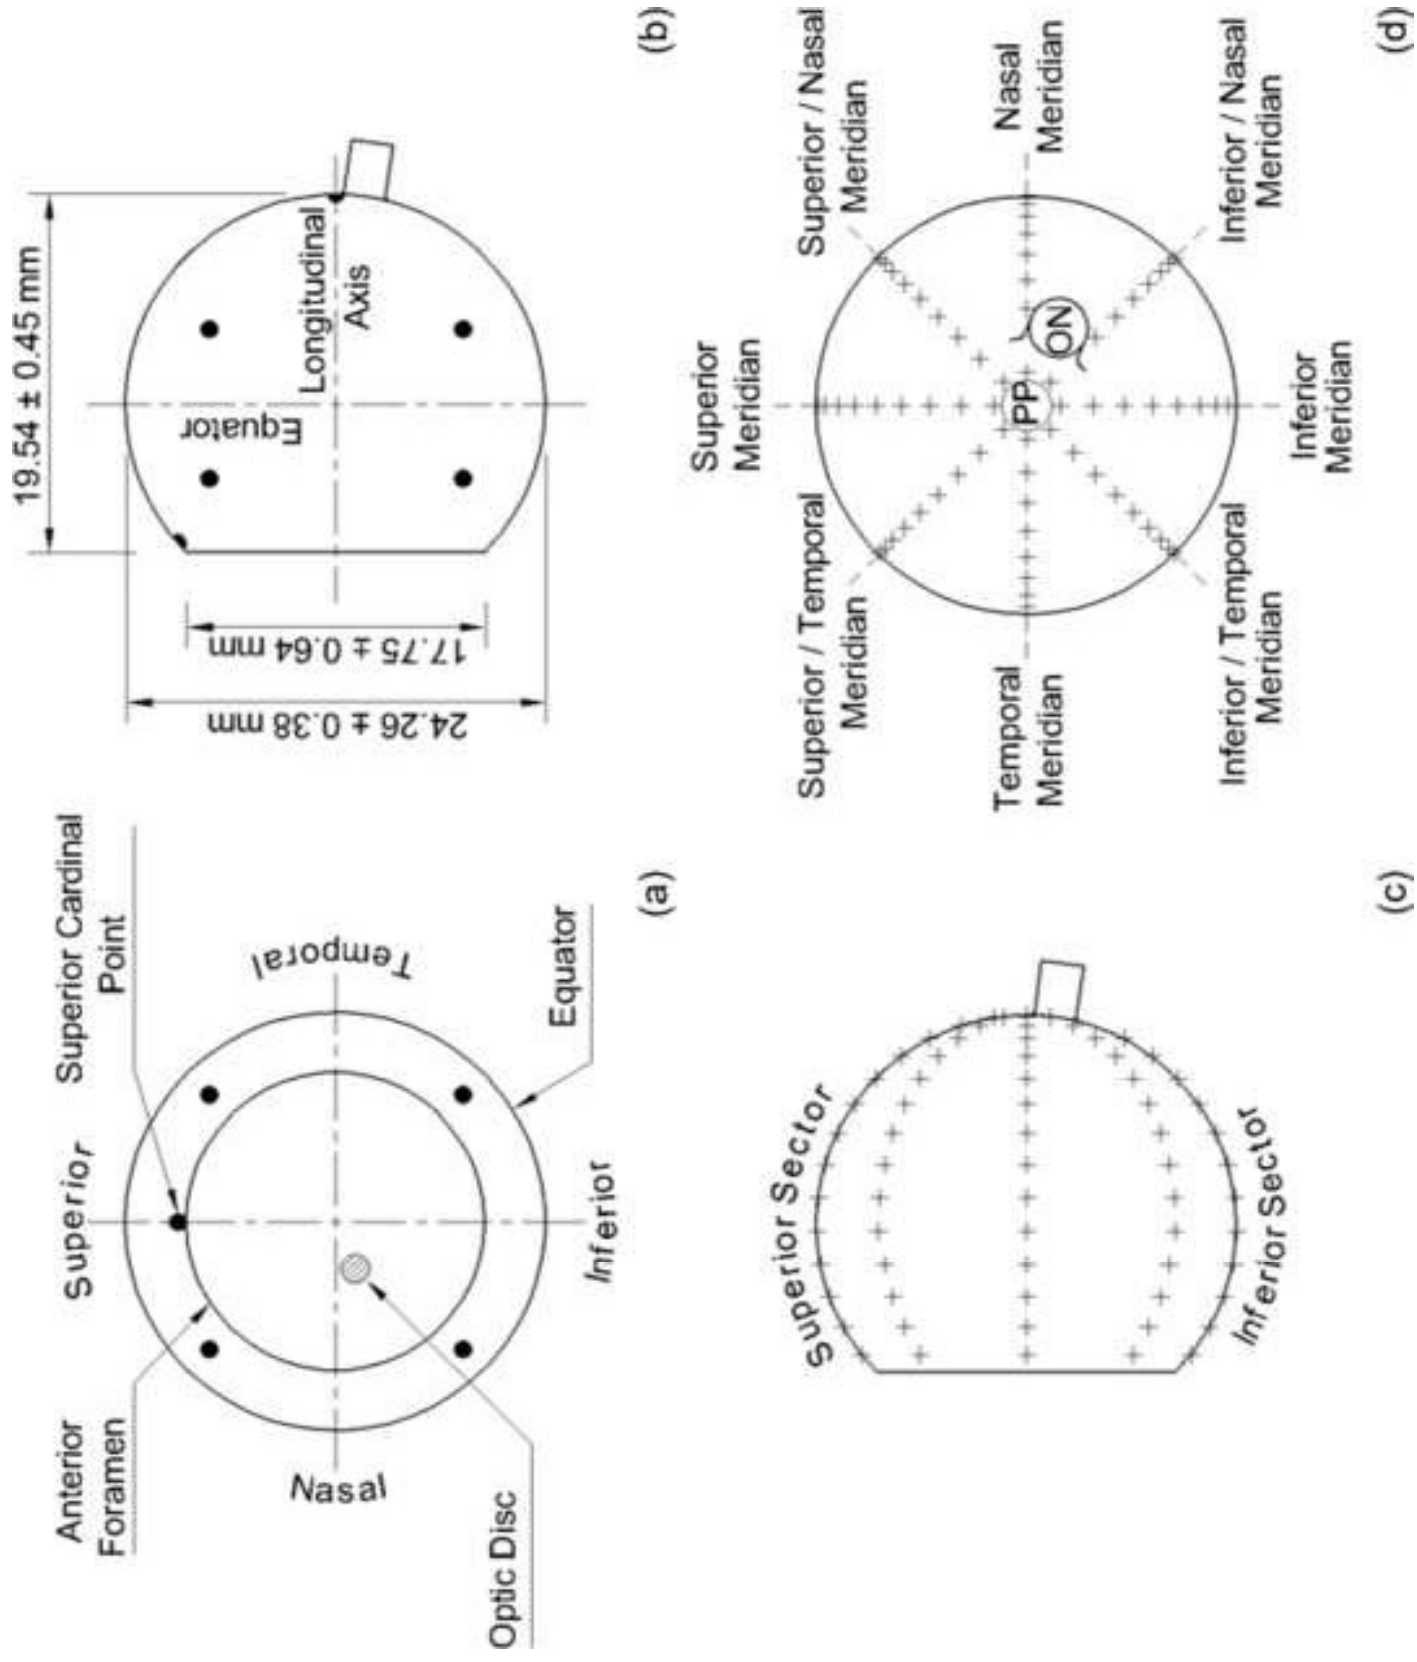 Anterior
Foramen
Superior
Superior Cardinal
Point
Nasal
Temporal
Optic Disc
Inferior
Equator
(a)
19.54 ± 0.45 mm
24.26 ± 0.38 mm
17.75 ± 0.64 mm
Equator
Longitudinal
Axis
(b)
Superior Sector
Inferior Sector
(c)
Superior / Temporal
Meridian
Superior
Meridian
Superior / Nasal
Meridian
Temporal
Meridian
PP
ON
Nasal
Meridian
Inferior / Temporal
Meridian
Inferior
Meridian
Inferior / Nasal
Meridian
(d)